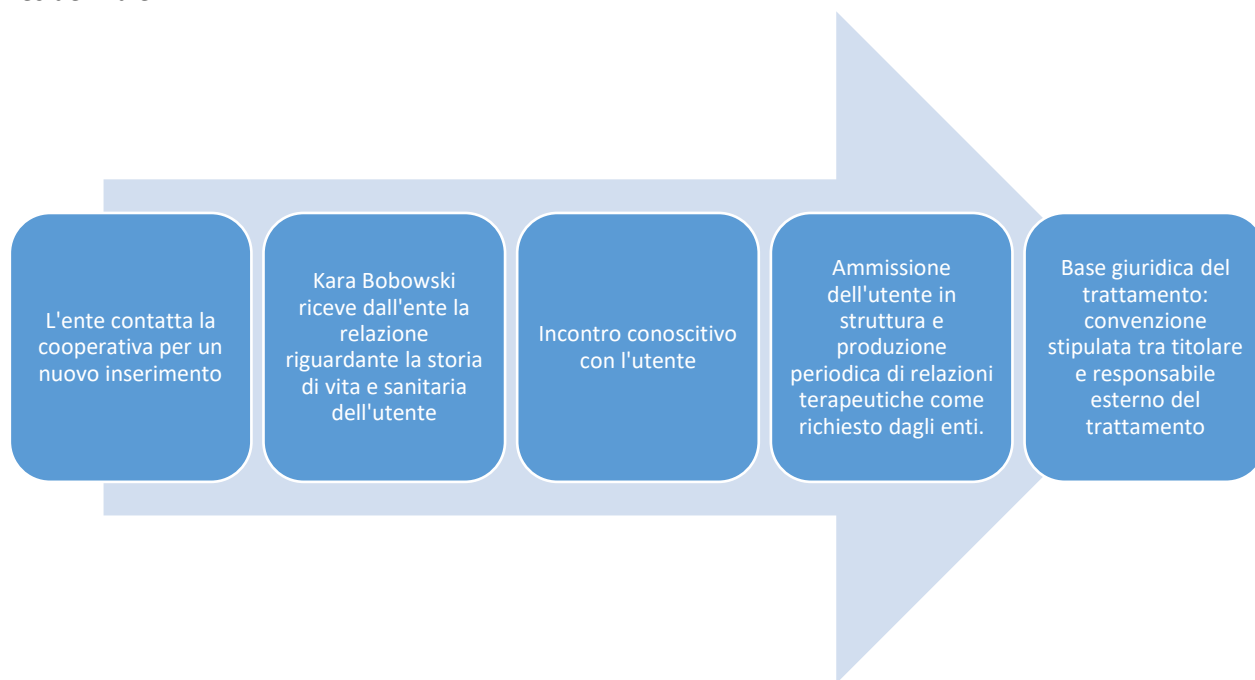 L'ente contatta la
cooperativa per un
nuovo inserimento
Kara Bobowski
riceve dall'ente la
relazione
riguardante la storia
di vita e sanitaria
dell'utente
Incontro conoscitivo
con l'utente
Ammissione
dell'utente in
struttura e
produzione
periodica di relazioni
terapeutiche come
richiesto dagli enti.
Base giuridica del
trattamento:
convenzione
stipulata tra titolare
e responsabile
esterno del
trattamento